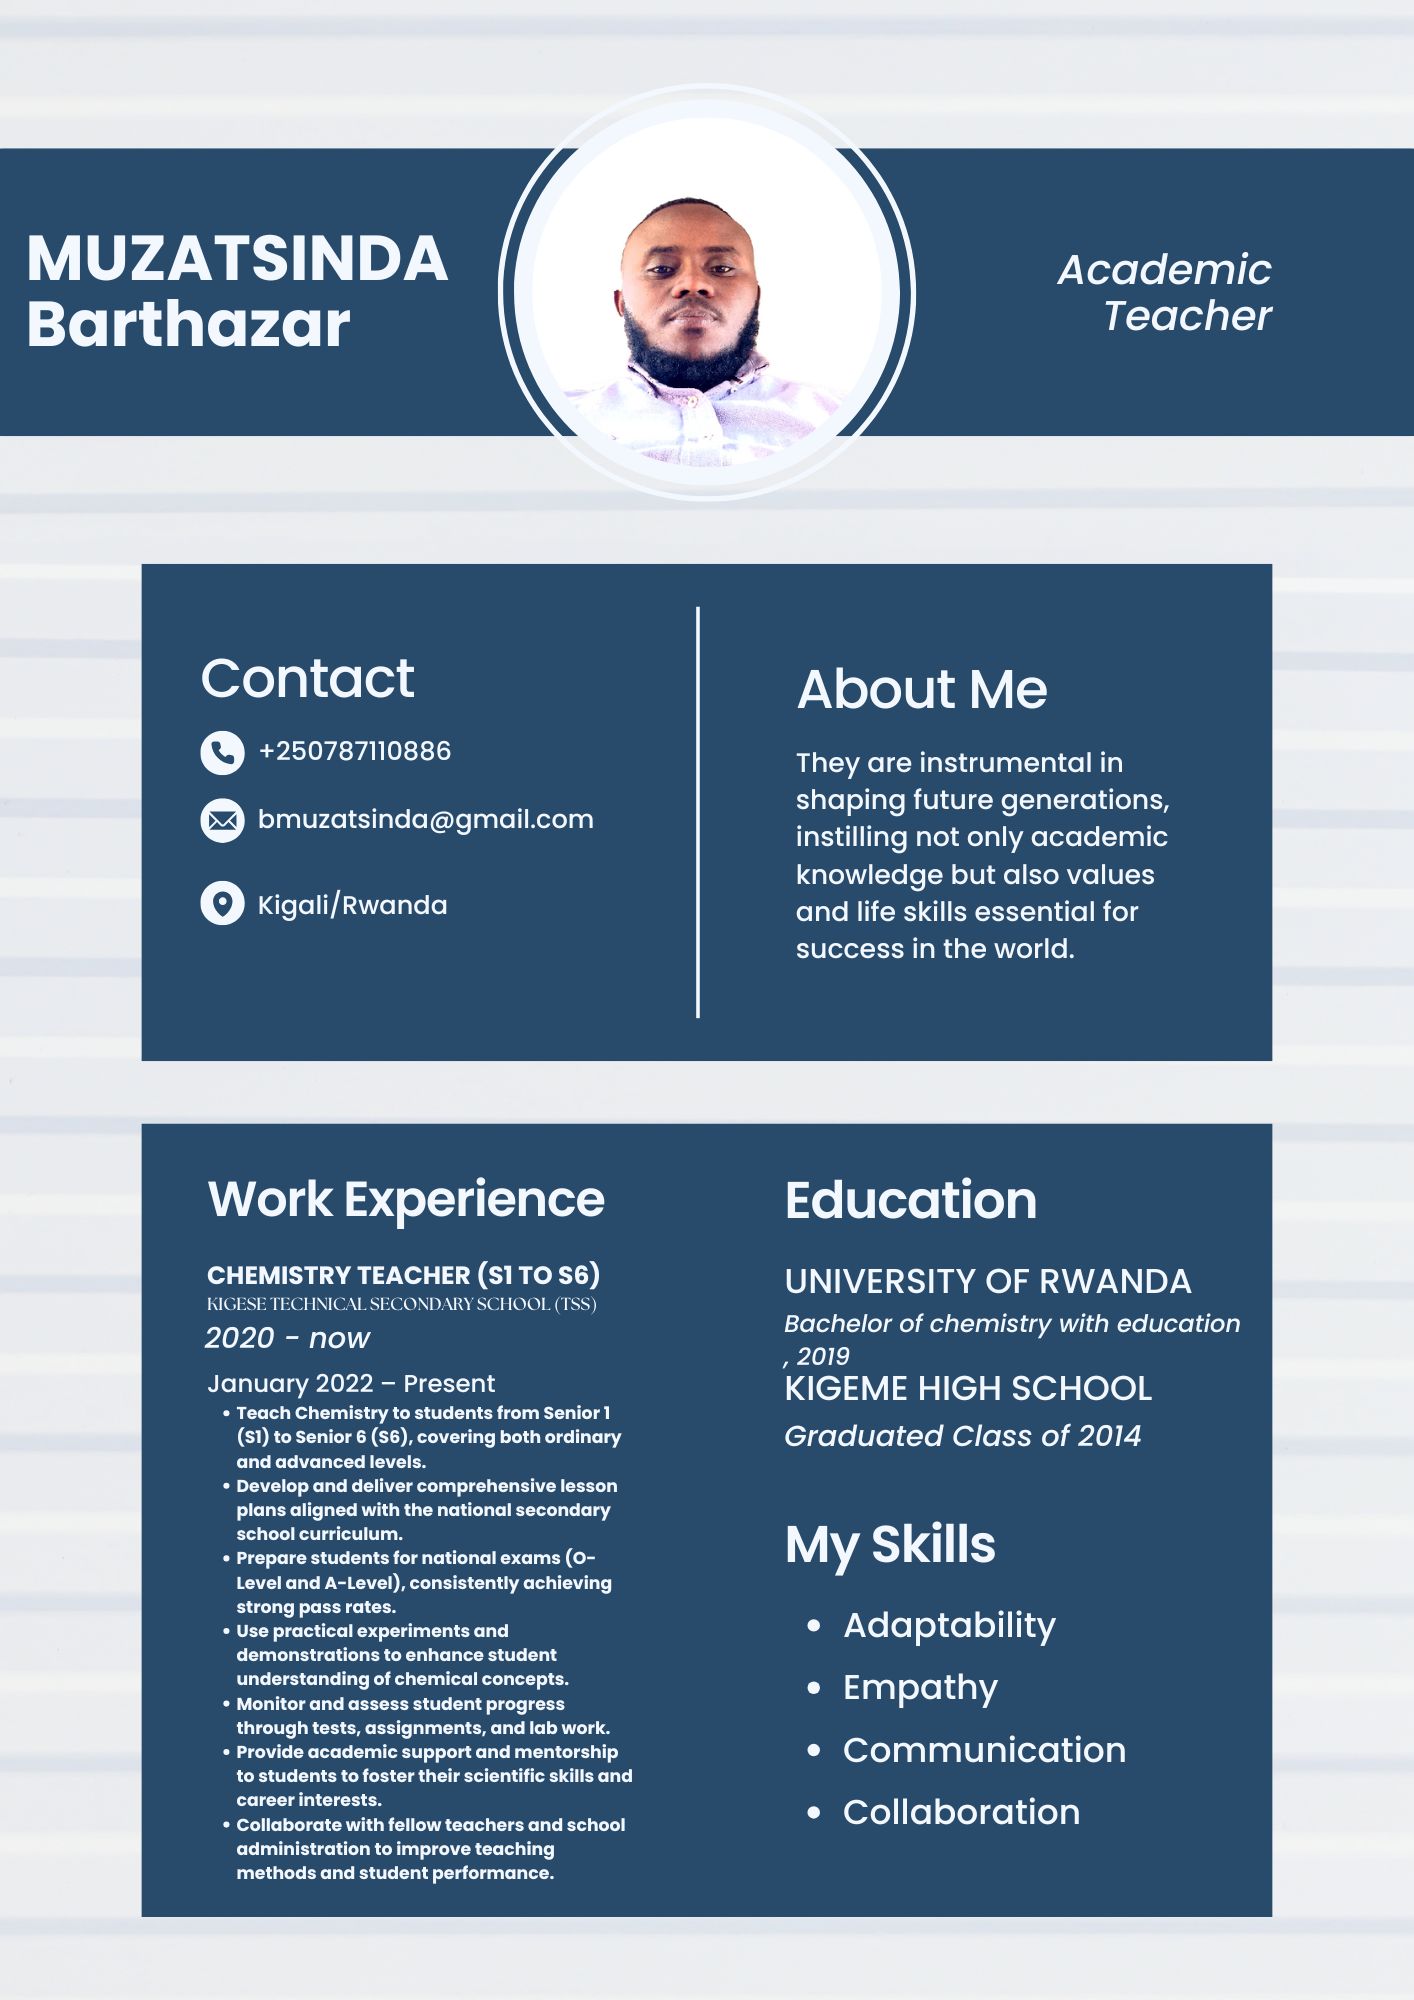 MUZATSINDA
Barthazar
Academic
Teacher
Contact
+250787110886
bmuzatsinda@gmail.com
Kigali/Rwanda
About Me
They are instrumental in
shaping future generations,
instilling not only academic
knowledge but also values
and life skills essential for
success in the world.
Work Experience
CHEMISTRY TEACHER (S1 TO S6)
KIGESE TECHNICAL SECONDARY SCHOOL (TSS)
2020 - now
January 2022 – Present
• Teach Chemistry to students from Senior 1
(S1) to Senior 6 (S6), covering both ordinary
and advanced levels.
• Develop and deliver comprehensive lesson
plans aligned with the national secondary
school curriculum.
• Prepare students for national exams (O-
Level and A-Level), consistently achieving
strong pass rates.
• Use practical experiments and
demonstrations to enhance student
understanding of chemical concepts.
• Monitor and assess student progress
through tests, assignments, and lab work.
• Provide academic support and mentorship
to students to foster their scientific skills and
career interests.
• Collaborate with fellow teachers and school
administration to improve teaching
methods and student performance.
Education
UNIVERSITY OF RWANDA
Bachelor of chemistry with education
, 2019
KIGEME HIGH SCHOOL
Graduated Class of 2014
My Skills
• Adaptability
• Empathy
• Communication
• Collaboration